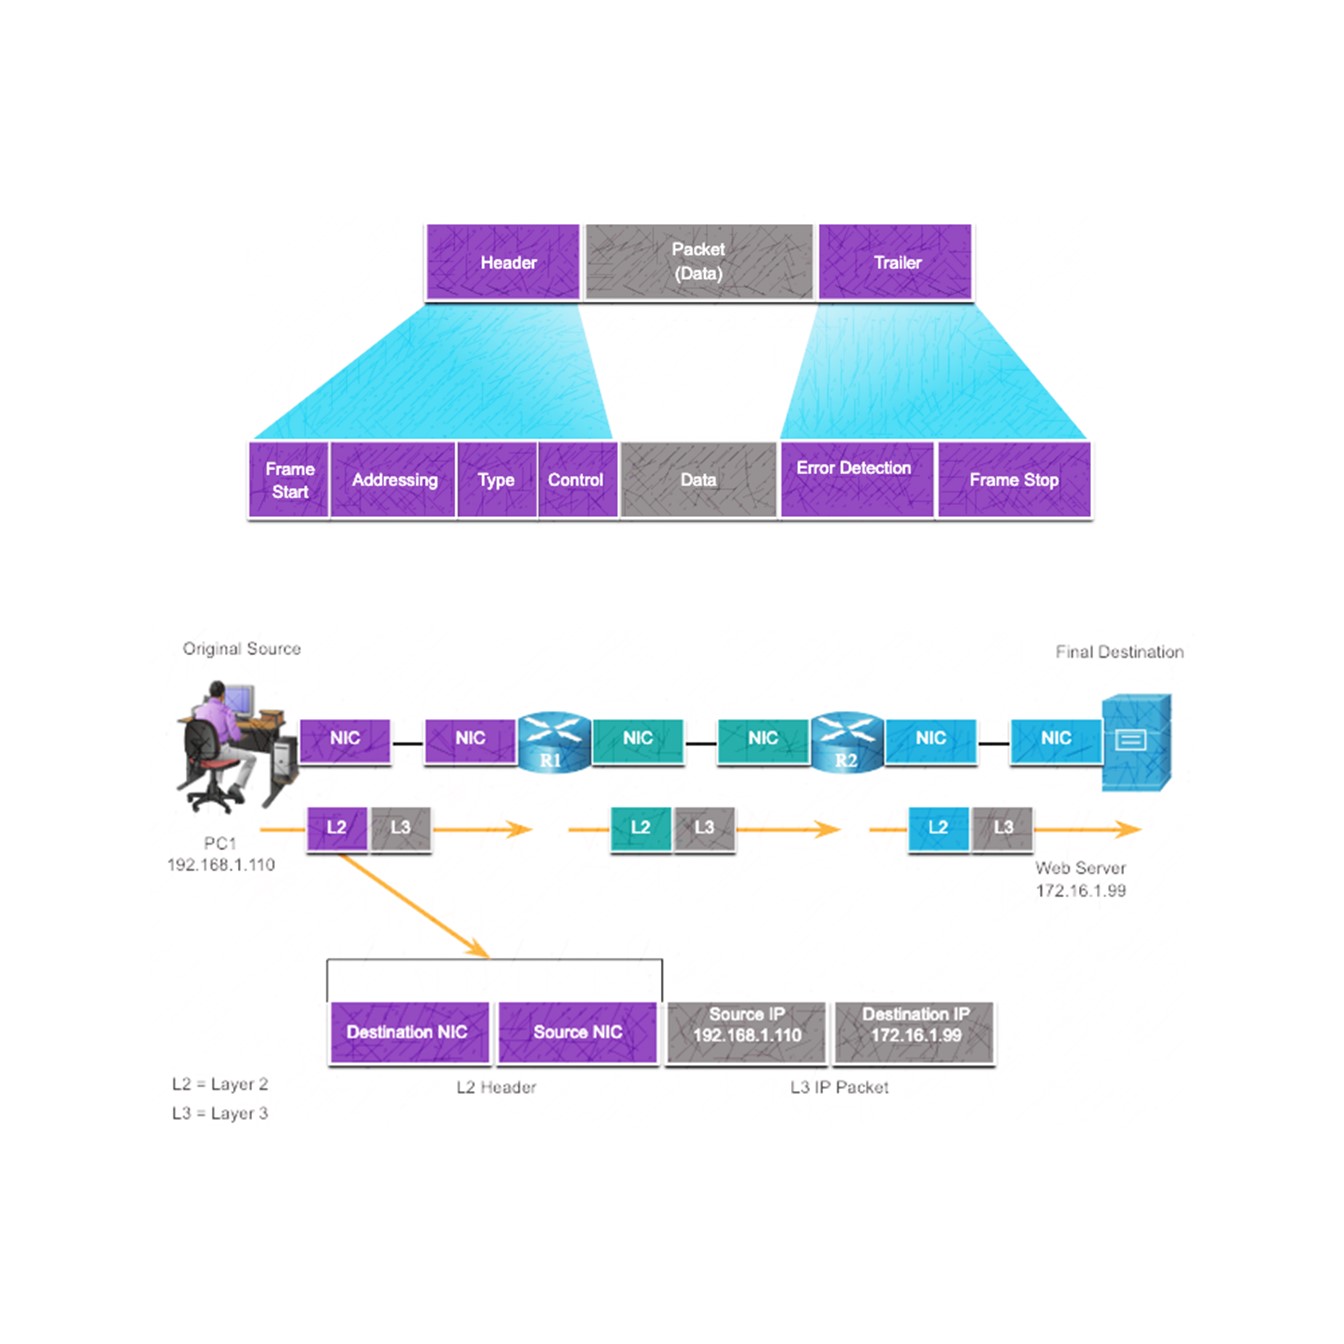 Header
Packet
(Data)
Trailer
Frame
Start
Addressing
Type
Control
Data
Error Detection
Frame Stop
Original Source
Final Destination
NIC
NIC
R1
NIC
NIC
R2
NIC
NIC
L2
L3
L2
L3
L2
L3
PC1
192.168.1.110
Web Server
172.16.1.99
Destination NIC
Source NIC
Source IP
192.168.1.110
Destination IP
172.16.1.99
L2 = Layer 2
L2 Header
L3 IP Packet
L3 = Layer 3